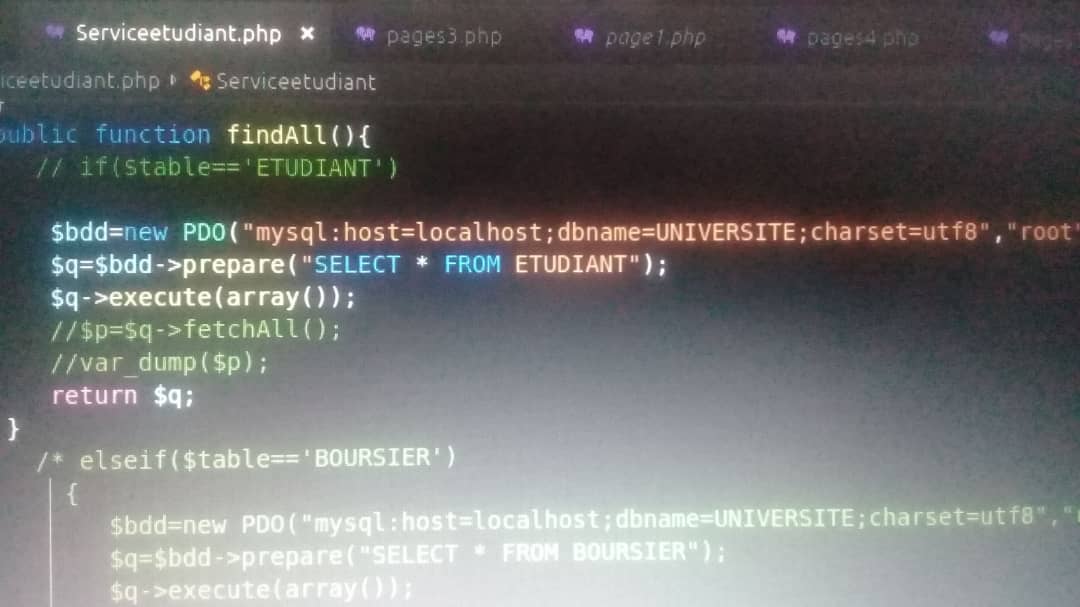 Serviceetudiant.php × pages3.php page1.php pages4.php
iceetudiant.php Serviceetudiant
public function findAll(){
// if($table=='ETUDIANT')
$bdd=new PDO("mysql:host=localhost;dbname=UNIVERSITE;charset=utf8","root"
$q=$bdd->prepare("SELECT * FROM ETUDIANT");
$q->execute(array());
//$p=$q->fetchAll();
//var_dump($p);
return $q;
}
/* elseif($table=='BOURSIER')
{
$bdd=new PDO("mysql:host=localhost;dbname=UNIVERSITE;charset=utf8","
$q=$bdd->prepare("SELECT * FROM BOURSIER");
$q->execute(array());